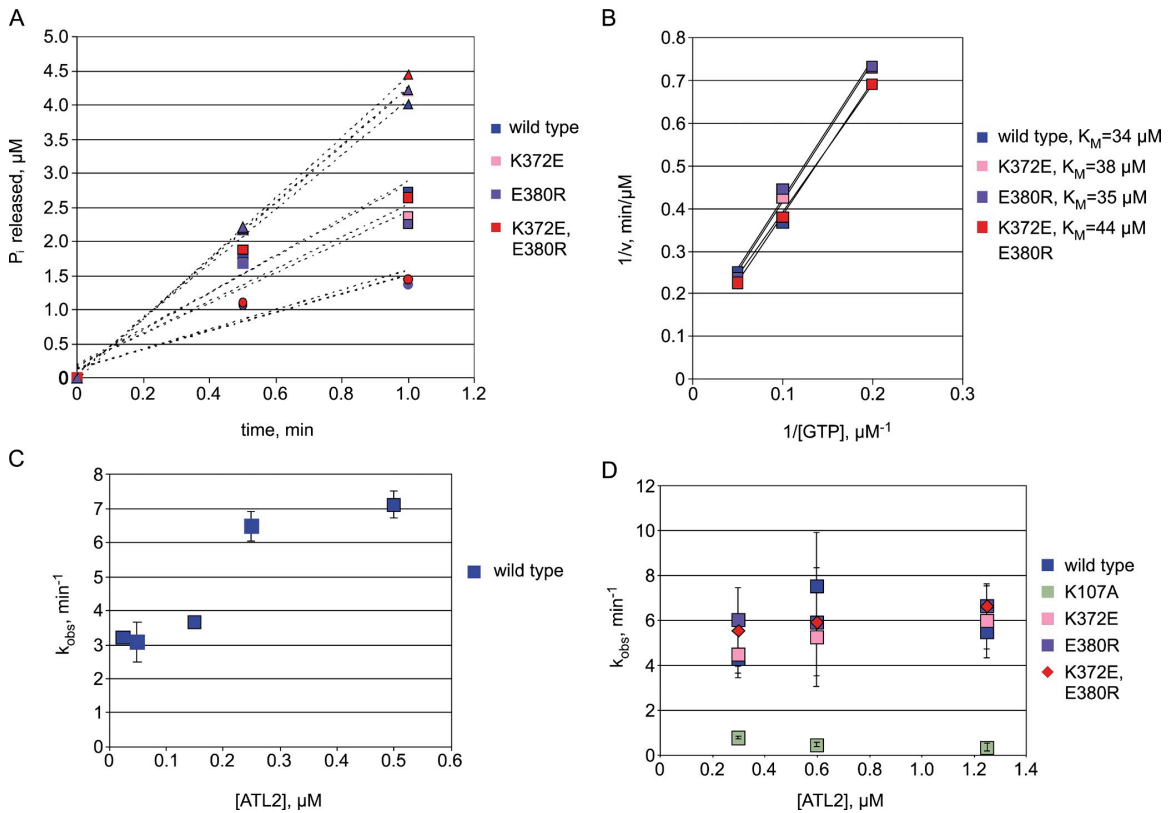 A
5.0
4.5
4.0
3.5
3.0
2.5
2.0
1.5
1.0
0.5
0
0 0.2 0.4 0.6 0.8 1.0 1.2
Pi released, µM
time, min
wild type
K372E
E380R
K372E,
E380R
B
0.8
0.7
0.6
0.5
0.4
0.3
0.2
0.1
0
0 0.1 0.2 0.3
1/v, min/µM
1/[GTP], µM-1
wild type, KM=34 µM
K372E, KM=38 µM
E380R, KM=35 µM
K372E, KM=44 µM
E380R
C
8
7
6
5
4
3
2
1
0
0 0.1 0.2 0.3 0.4 0.5 0.6
kobs, min-1
[ATL2], µM
wild type
D
12
10
8
6
4
2
0
0 0.2 0.4 0.6 0.8 1.0 1.2 1.4
kobs, min-1
[ATL2], µM
wild type
K107A
K372E
E380R
K372E,
E380R